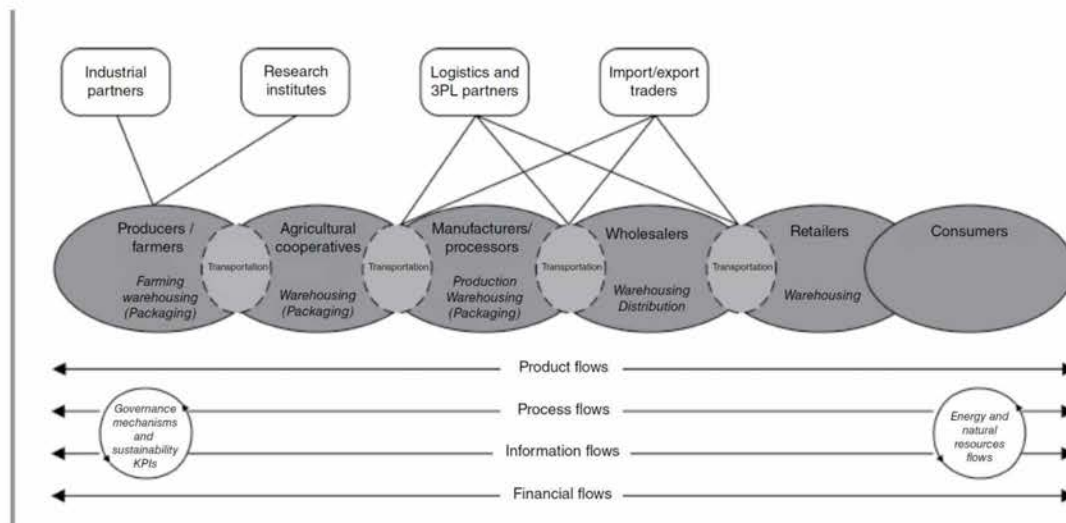 Industrial
partners
Research
institutes
Logistics and
3PL partners
Import/export
traders
Producers /
farmers
Farming
warehousing
(Packaging)
Transportation
Agricultural
cooperatives
Warehousing
(Packaging)
Transportation
Manufacturers/
processors
Production
Warehousing
(Packaging)
Transportation
Wholesalers
Warehousing
Distribution
Transportation
Retailers
Warehousing
Consumers
Product flows
Process flows
Information flows
Financial flows
Governance
mechanisms
and
sustainability
KPIs
Energy and
natural
resources
flows